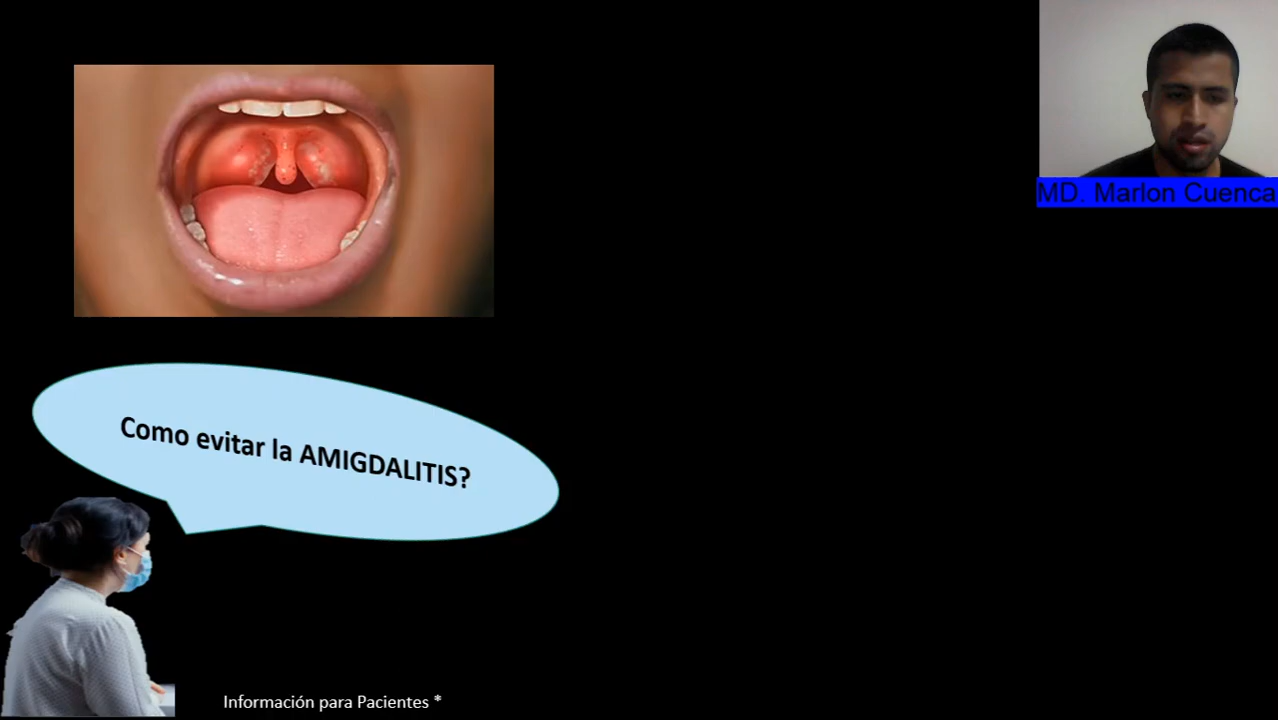 MD. Marlon Cuenca
Como evitar la AMIGDALITIS?
Información para Pacientes *